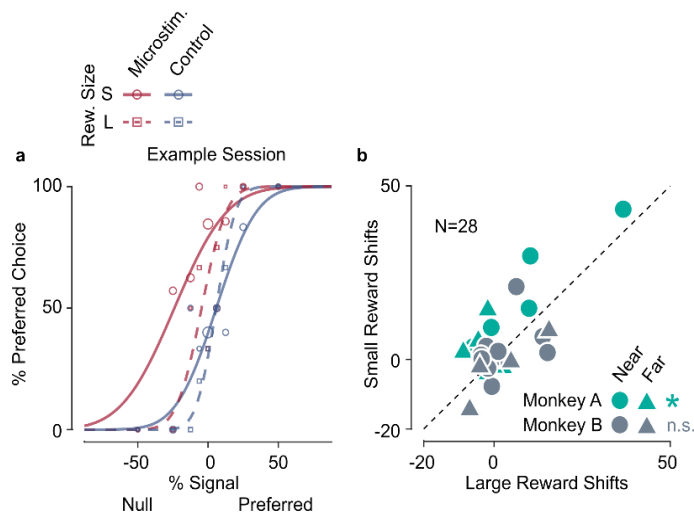 Microstim.
Control
Rew. Size
S
L
a
Example Session
100
50
0
% Preferred Choice
-50
0
50
% Signal
Null
Preferred
b
50
N=28
Small Reward Shifts
0
-20
Near
Far
Monkey A
*
Monkey B
n.s.
-20
0
50
Large Reward Shifts